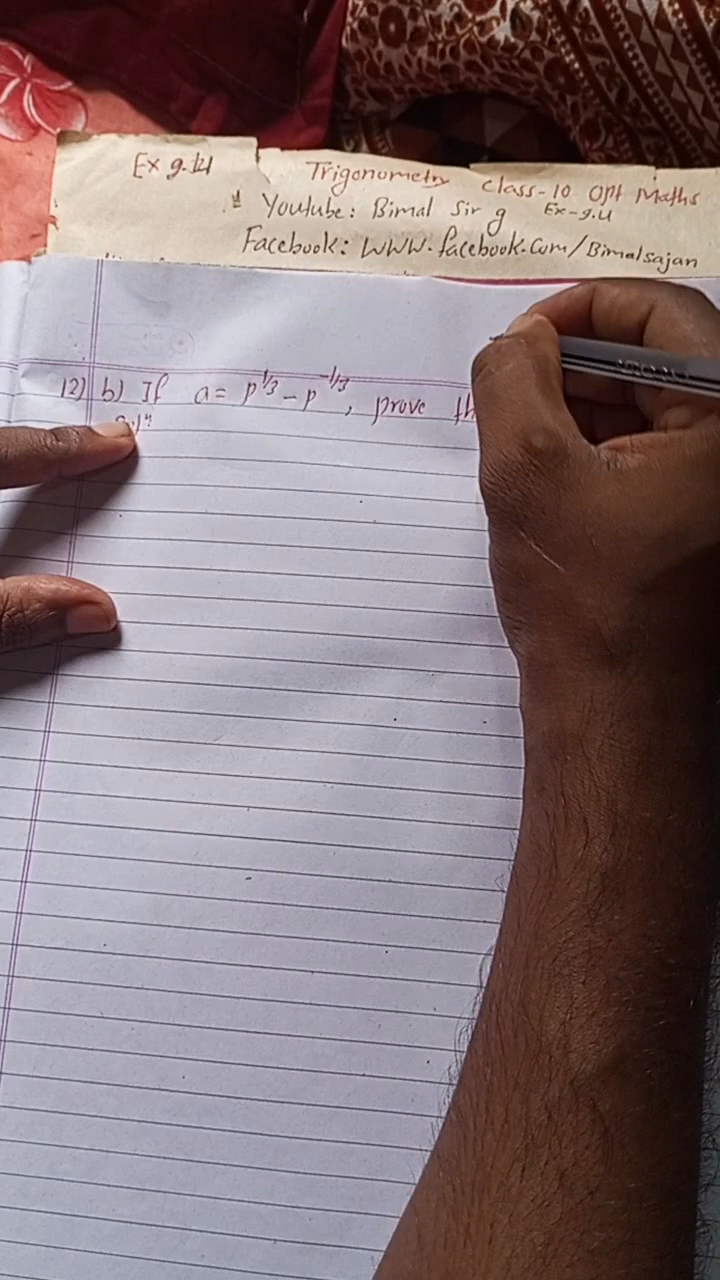 Ex 9.
Trigonometry Class-10 Opt Maths
Youtube: Bimal Sir g Ex-9.4
Facebook: WWW.facebook.Com/Bimalsajan
12) b) If a = p^1/3 - p^-1/3, prove th